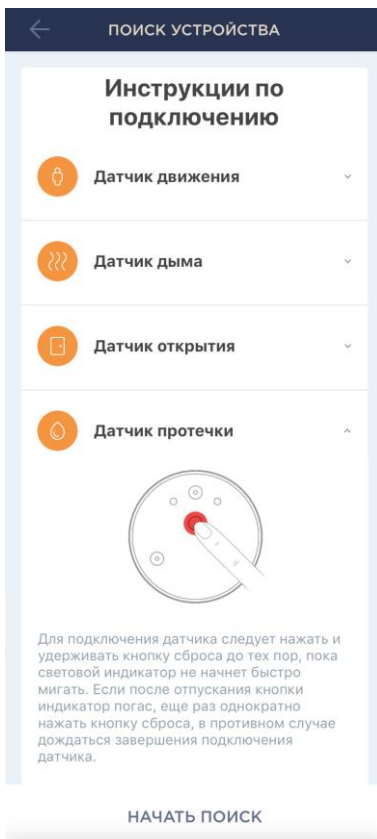 ПОИСК УСТРОЙСТВА
Инструкции по
подключению
Датчик движения
Датчик дыма
Датчик открытия
Датчик протечки
Для подключения датчика следует нажать и
удерживать кнопку сброса до тех пор, пока
световой индикатор не начнет быстро
мигать. Если после отпускания кнопки
индикатор погас, еще раз однократно
нажать кнопку сброса, в противном случае
дождаться завершения подключения
датчика.
НАЧАТЬ ПОИСК